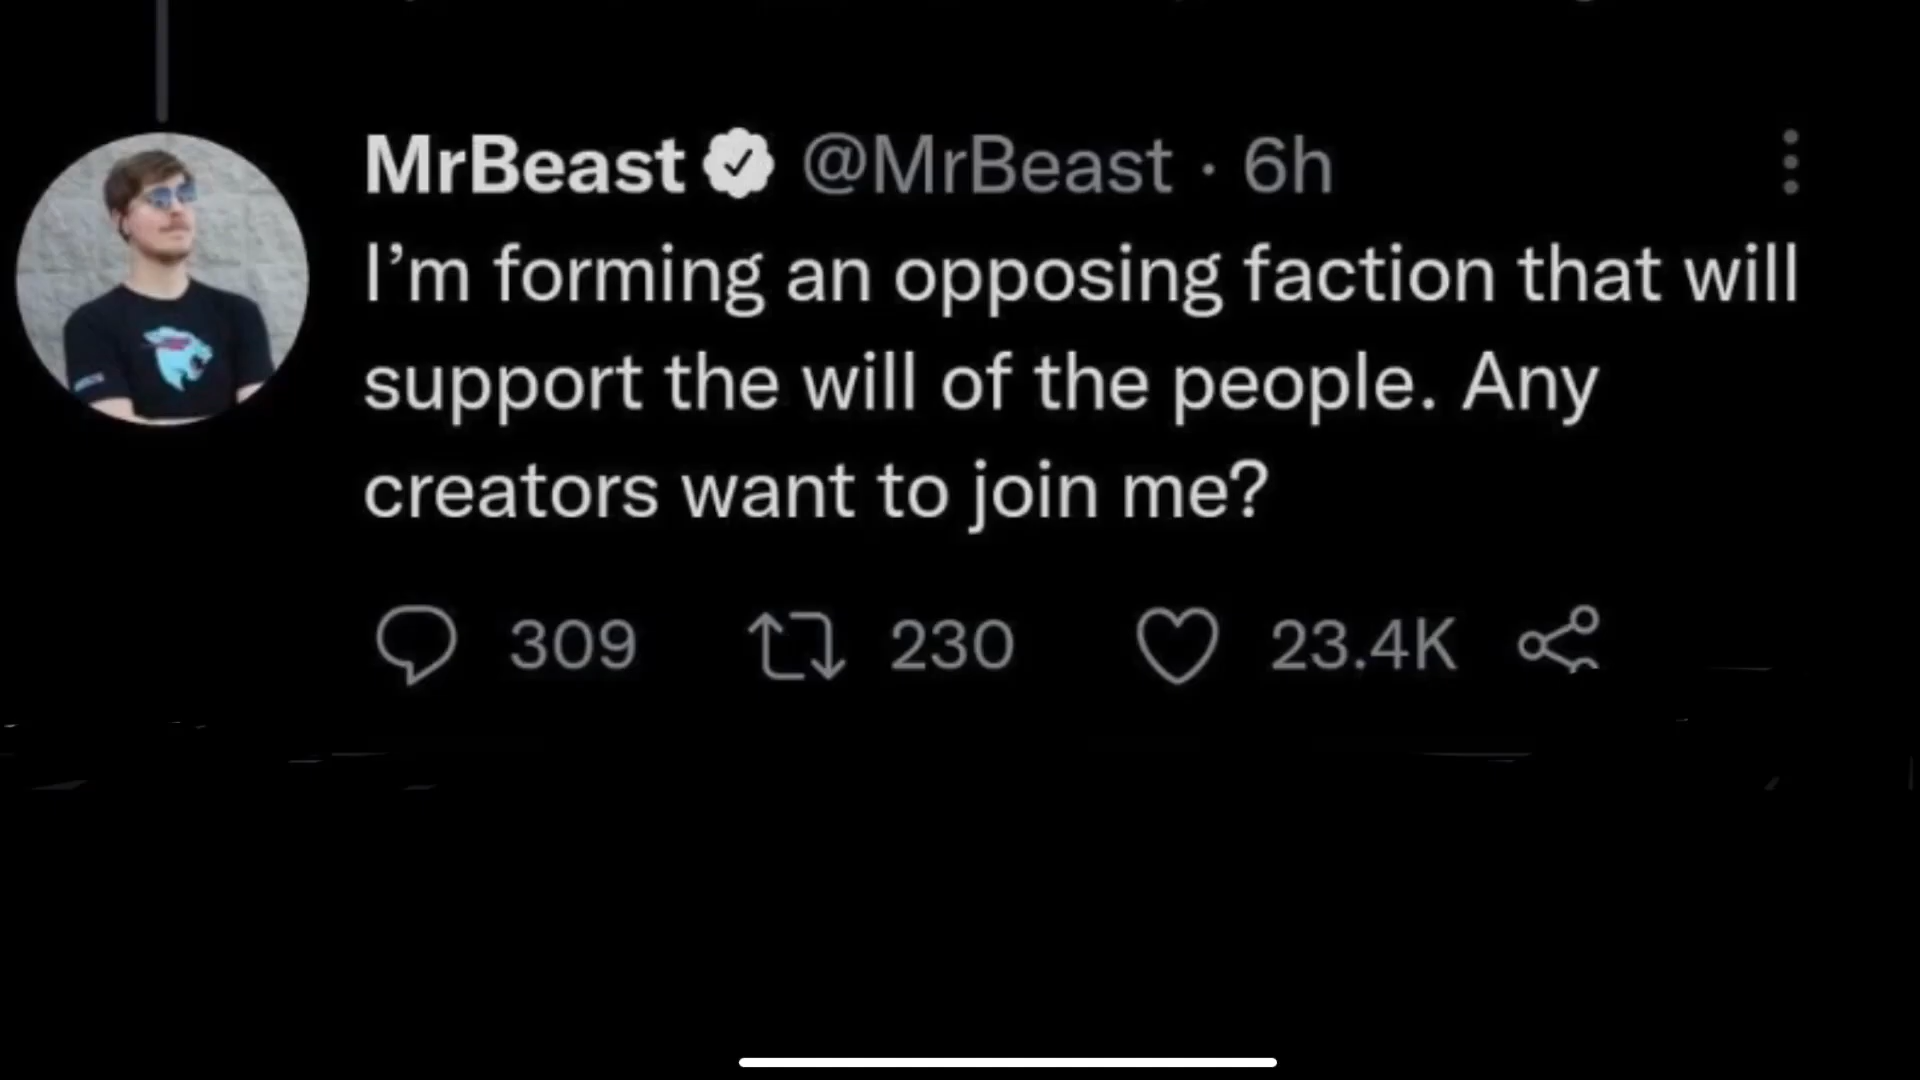 MrBeast @MrBeast · 6h
I’m forming an opposing faction that will
support the will of the people. Any
creators want to join me?
309 230 23.4K